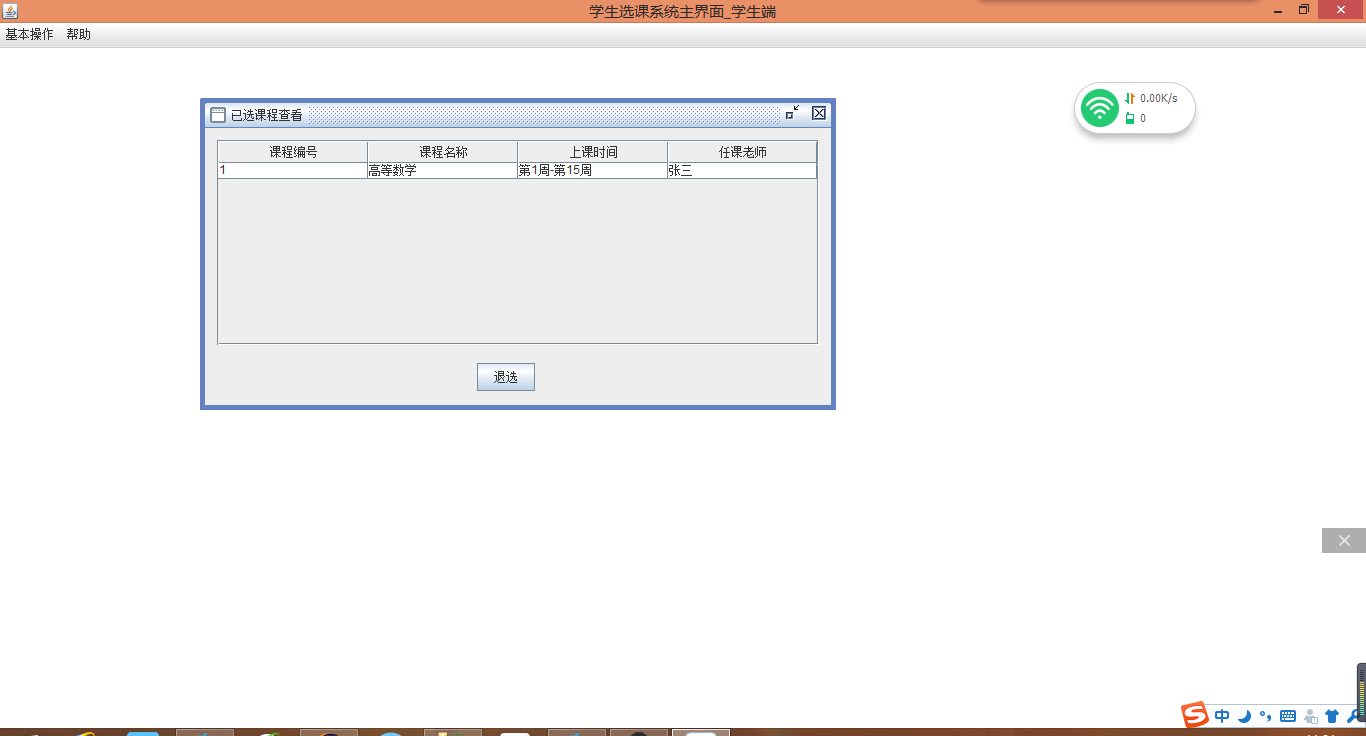 学生选课系统主界面_学生端
基本操作 帮助
0.00K/s
0
已选课程查看
课程编号 课程名称 上课时间 任课老师
1 高等数学 第1周-第15周 张三
退选
中